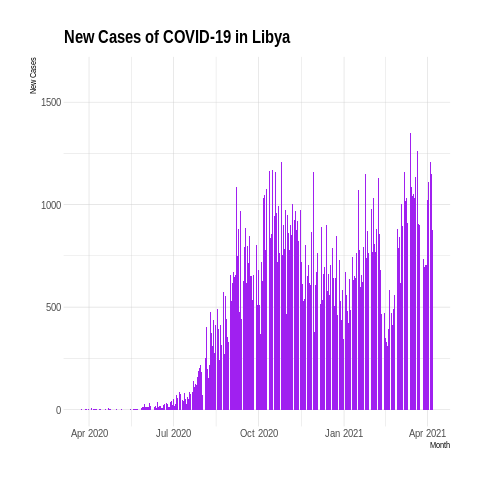 New Cases of COVID-19 in Libya
New Cases
1500
1000
500
0
Apr 2020 Jul 2020 Oct 2020 Jan 2021 Apr 2021
Month